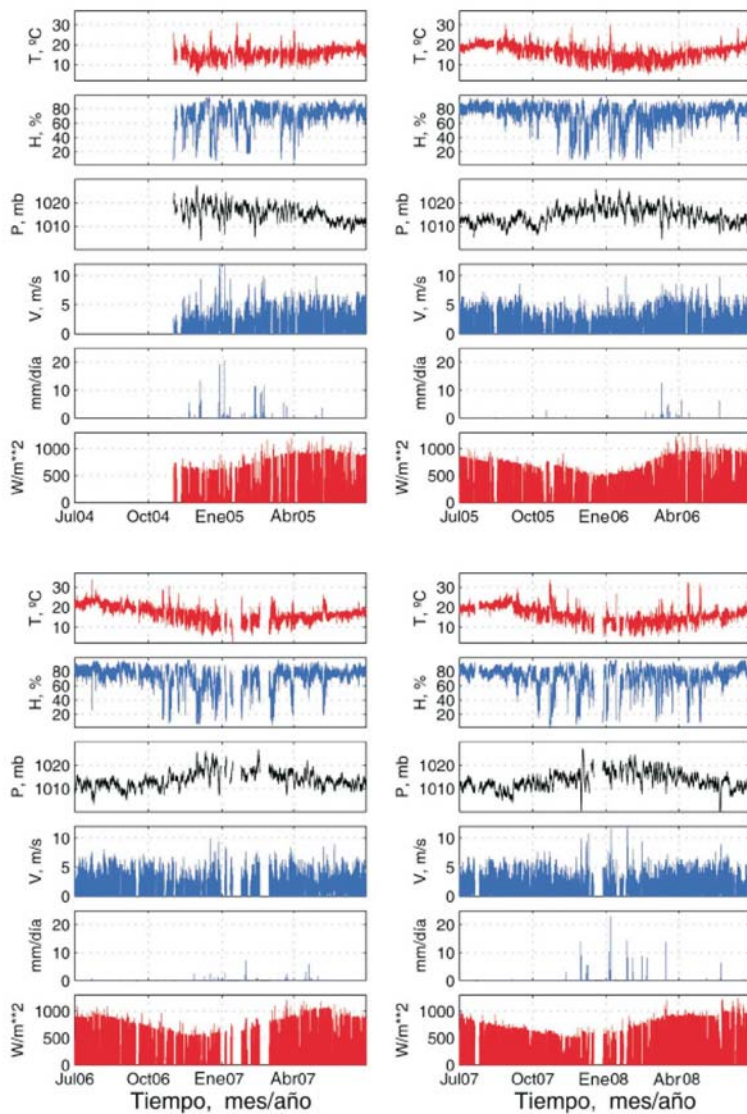 T, ºC
30
20
10
T, ºC
30
20
10
H, %
80
60
40
20
H, %
80
60
40
20
P, mb
1020
1010
P, mb
1020
1010
V, m/s
10
5
0
V, m/s
10
5
0
mm/día
20
10
0
mm/día
20
10
0
W/m**2
1000
500
0
W/m**2
1000
500
0
Jul04 Oct04 Ene05 Abr05
Jul05 Oct05 Ene06 Abr06
T, ºC
30
20
10
T, ºC
30
20
10
H, %
80
60
40
20
H, %
80
60
40
20
P, mb
1020
1010
P, mb
1020
1010
V, m/s
10
5
0
V, m/s
10
5
0
mm/día
20
10
0
mm/día
20
10
0
W/m**2
1000
500
0
W/m**2
1000
500
0
Jul06 Oct06 Ene07 Abr07
Jul07 Oct07 Ene08 Abr08
Tiempo, mes/año
Tiempo, mes/año